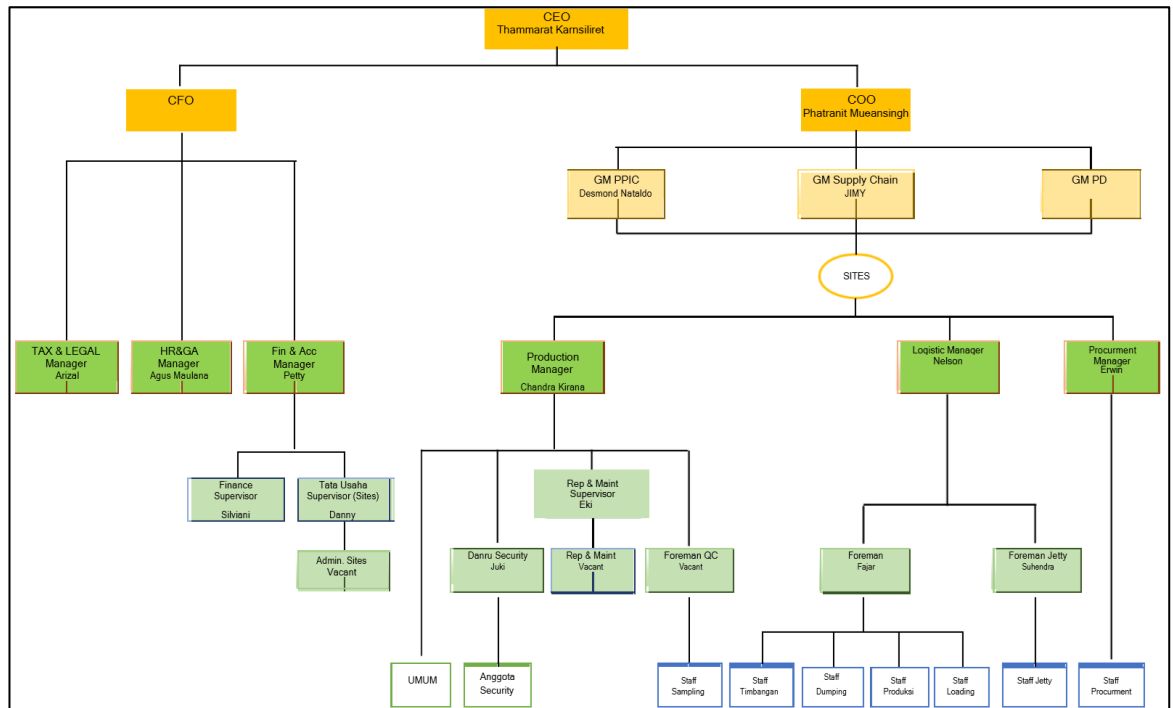 CEO
Thammarat Karnsiliret
CFO
COO
Phatranit Mueansingh
GM PPIC
Desmond Nataldo
GM Supply Chain
JIMY
GM PD
SITES
TAX & LEGAL
Manager
Arizal
HR&GA
Manager
Agus Maulana
Fin & Acc
Manager
Petty
Production
Manager
Chandra Kirana
Logistic Manager
Nelson
Procurment
Manager
Erwin
Finance
Supervisor
Silviani
Tata Usaha
Supervisor (Sites)
Danny
Rep & Maint
Supervisor
Eki
Admin. Sites
Vacant
Danru Security
Juki
Rep & Maint
Vacant
Foreman QC
Vacant
Foreman
Fajar
Foreman Jetty
Suhendra
UMUM
Anggota
Security
Staff
Sampling
Staff
Timbangan
Staff
Dumping
Staff
Produksi
Staff
Loading
Staff Jetty
Staff
Procurment